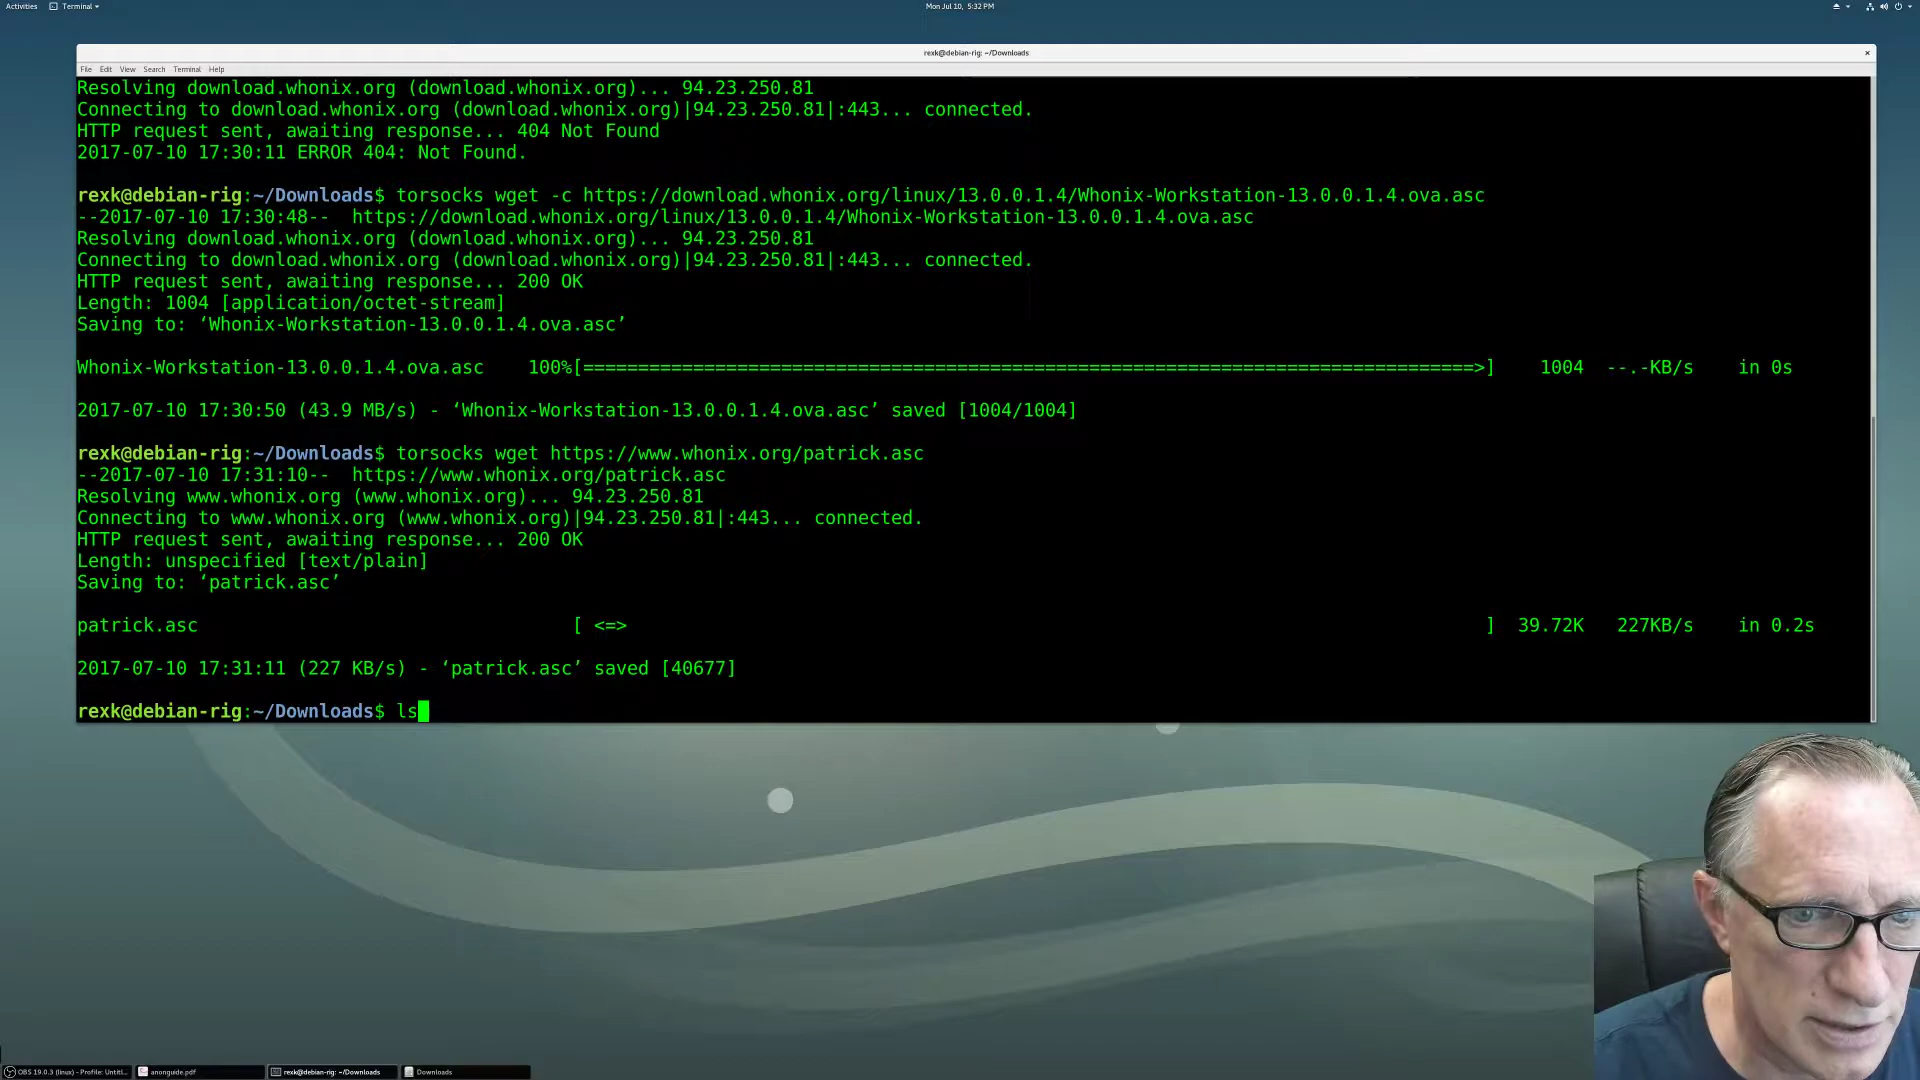 Activities Terminal Mon Jul 10, 5:32 PM
rexk@debian-rig: ~/Downloads ×
File Edit View Search Terminal Help
Resolving download.whonix.org (download.whonix.org)... 94.23.250.81
Connecting to download.whonix.org (download.whonix.org)|94.23.250.81|:443... connected.
HTTP request sent, awaiting response... 404 Not Found
2017-07-10 17:30:11 ERROR 404: Not Found.
rexk@debian-rig:~/Downloads$ torsocks wget -c https://download.whonix.org/linux/13.0.0.1.4/Whonix-Workstation-13.0.0.1.4.ova.asc
--2017-07-10 17:30:48-- https://download.whonix.org/linux/13.0.0.1.4/Whonix-Workstation-13.0.0.1.4.ova.asc
Resolving download.whonix.org (download.whonix.org)... 94.23.250.81
Connecting to download.whonix.org (download.whonix.org)|94.23.250.81|:443... connected.
HTTP request sent, awaiting response... 200 OK
Length: 1004 [application/octet-stream]
Saving to: ‘Whonix-Workstation-13.0.0.1.4.ova.asc’
Whonix-Workstation-13.0.0.1.4.ova.asc 100%[=================================================================================>] 1004 --.-KB/s in 0s
2017-07-10 17:30:50 (43.9 MB/s) - ‘Whonix-Workstation-13.0.0.1.4.ova.asc’ saved [1004/1004]
rexk@debian-rig:~/Downloads$ torsocks wget https://www.whonix.org/patrick.asc
--2017-07-10 17:31:10-- https://www.whonix.org/patrick.asc
Resolving www.whonix.org (www.whonix.org)... 94.23.250.81
Connecting to www.whonix.org (www.whonix.org)|94.23.250.81|:443... connected.
HTTP request sent, awaiting response... 200 OK
Length: unspecified [text/plain]
Saving to: ‘patrick.asc’
patrick.asc [ <=> ] 39.72K 227KB/s in 0.2s
2017-07-10 17:31:11 (227 KB/s) - ‘patrick.asc’ saved [40677]
rexk@debian-rig:~/Downloads$ ls
OBS 19.0.3 (linux) - Profile: Untitl... anonguide.pdf rexk@debian-rig: ~/Downloads Downloads